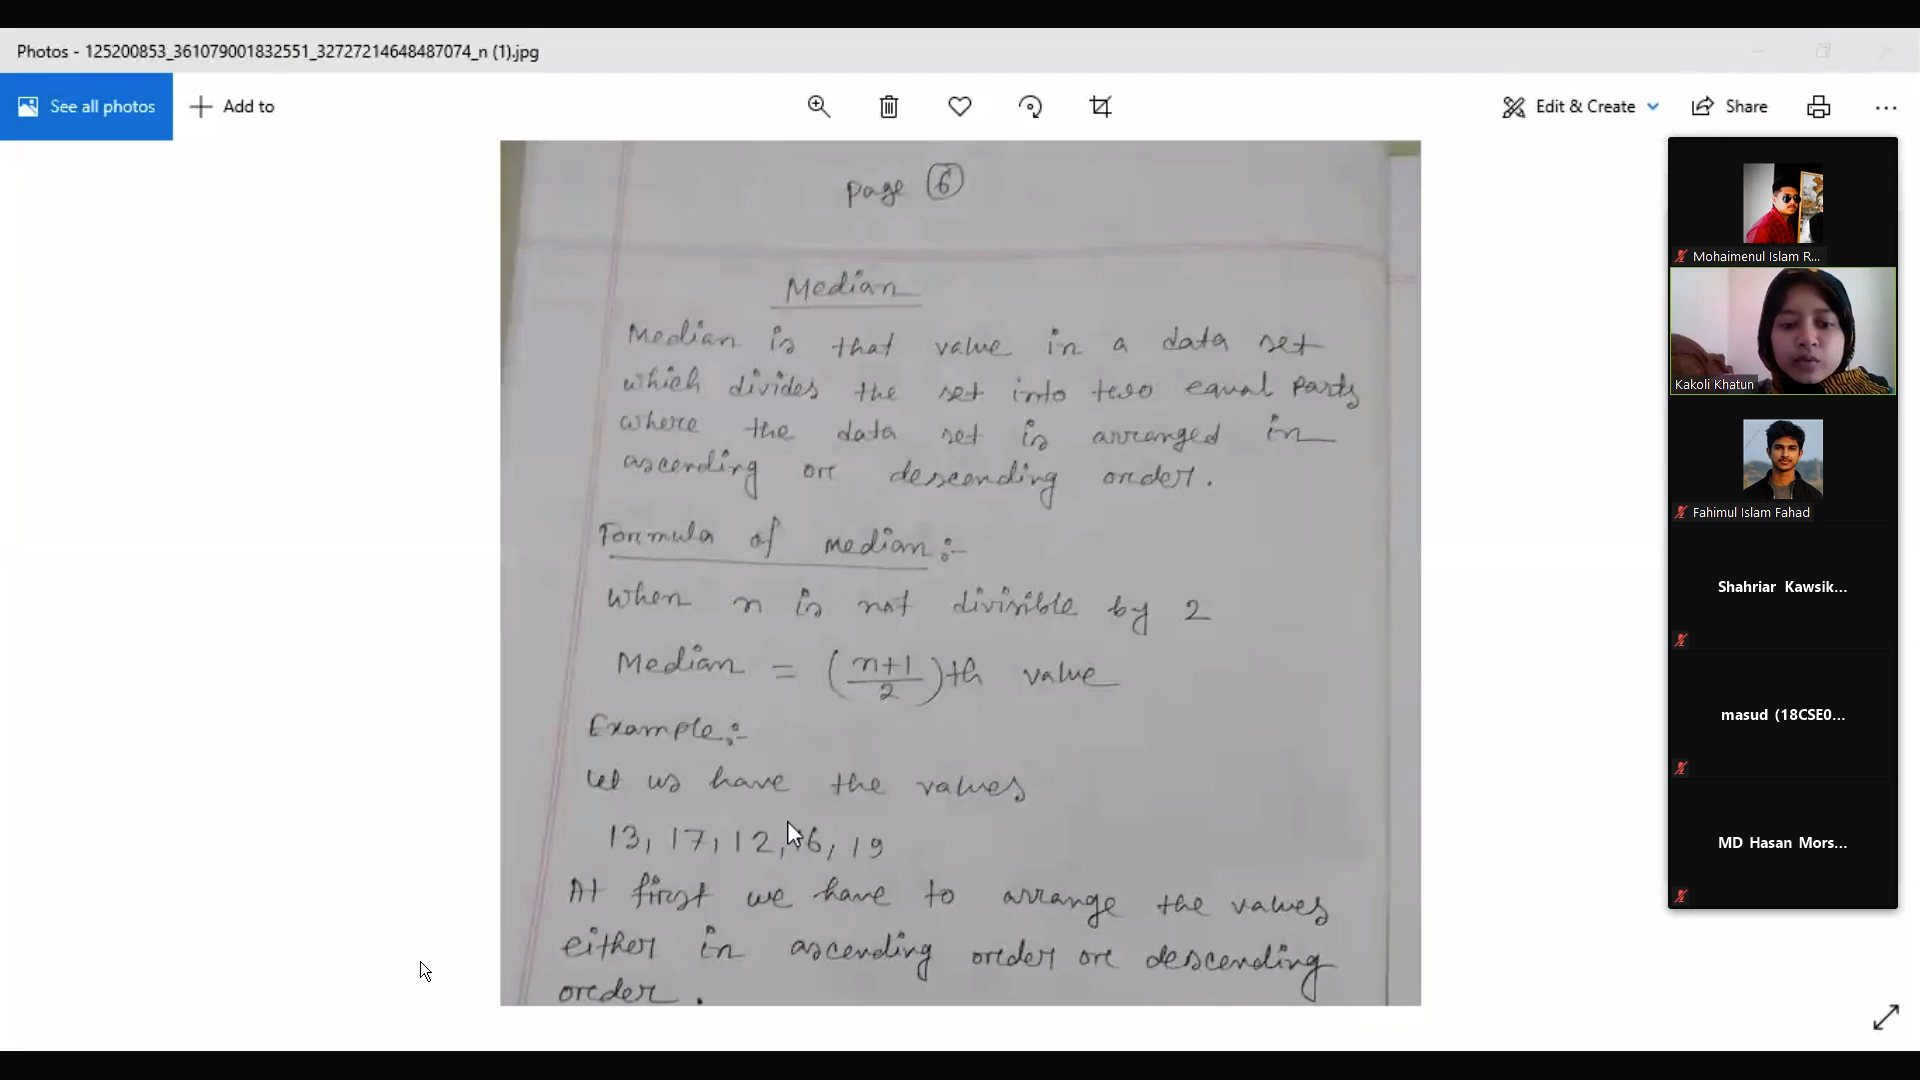 Photos - 125200853_361079001832551_32727214648487074_n (1).jpg
See all photos
Add to
Edit & Create
Share
page 6
Median
Median is that value in a data set
which divides the set into two equal parts
where the data set is arranged in
ascending or descending order.
Formula of median :-
when n is not divisible by 2
Median = (n+1/2)th value
Example :-
Let us have the values
13, 17, 12, 16, 19
At first we have to arrange the values
either in ascending order or descending
order.
Mohaimenul Islam R...
Kakoli Khatun
Fahimul Islam Fahad
Shahriar Kawsik...
masud (18CSE0...
MD Hasan Mors...